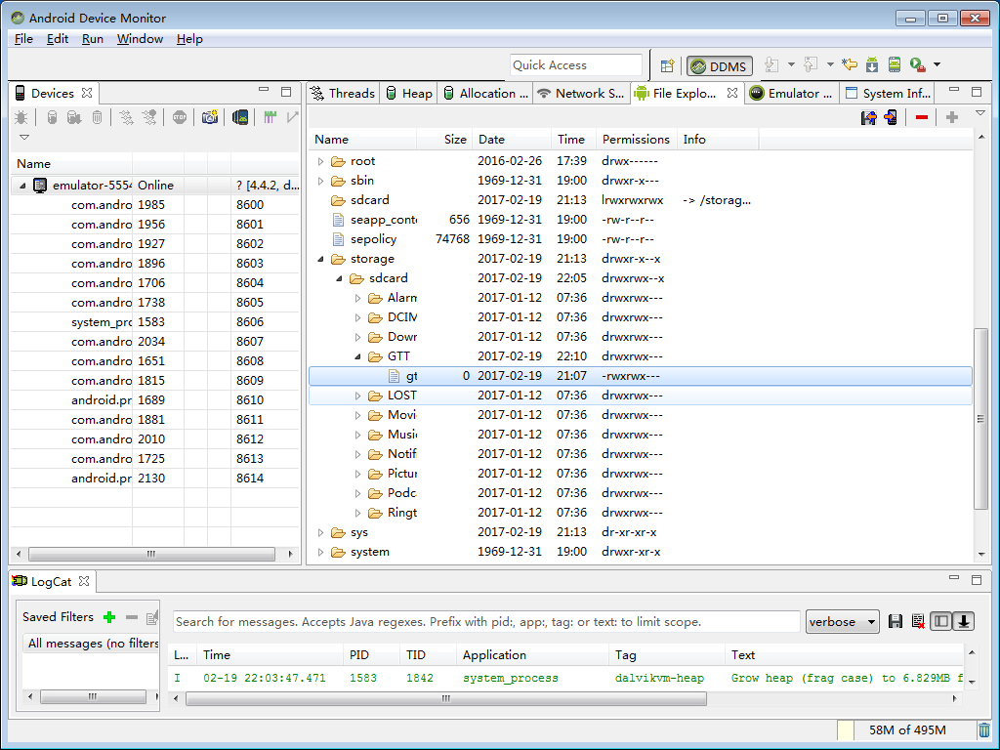 Android Device Monitor
File Edit Run Window Help
Quick Access DDMS
Devices
Threads Heap Allocation ... Network S... File Explo... Emulator ... System Inf...
Name
emulator-5554 Online ? [4.4.2, d...
com.andro 1985 8600
com.andro 1956 8601
com.andro 1927 8602
com.andro 1896 8603
com.andro 1706 8604
com.andro 1738 8605
system_prc 1583 8606
com.andro 2034 8607
com.andro 1651 8608
com.andro 1815 8609
android.pr 1689 8610
com.andro 1881 8611
com.andro 2010 8612
com.andro 1725 8613
android.pr 2130 8614
Name Size Date Time Permissions Info
root 2016-02-26 17:39 drwx------
sbin 1969-12-31 19:00 drwxr-x---
sdcard 2017-02-19 21:13 lrwxrwxrwx -> /storag...
seapp_conte 656 1969-12-31 19:00 -rw-r--r--
sepolicy 74768 1969-12-31 19:00 -rw-r--r--
storage 2017-02-19 21:13 drwxr-x--x
sdcard 2017-02-19 22:05 drwxrwx--x
Alarm 2017-01-12 07:36 drwxrwx---
DCIM 2017-01-12 07:36 drwxrwx---
Dowr 2017-01-12 07:36 drwxrwx---
GTT 2017-02-19 22:10 drwxrwx---
gt 0 2017-02-19 21:07 -rwxrwx---
LOST 2017-01-12 07:36 drwxrwx---
Movi 2017-01-12 07:36 drwxrwx---
Musi 2017-01-12 07:36 drwxrwx---
Notif 2017-01-12 07:36 drwxrwx---
Pictur 2017-01-12 07:36 drwxrwx---
Podc 2017-01-12 07:36 drwxrwx---
Ringt 2017-01-12 07:36 drwxrwx---
sys 2017-02-19 21:13 dr-xr-xr-x
system 1969-12-31 19:00 drwxr-xr-x
LogCat
Saved Filters
All messages (no filters
Search for messages. Accepts Java regexes. Prefix with pid:, app:, tag: or text: to limit scope. verbose
L... Time PID TID Application Tag Text
I 02-19 22:03:47.471 1583 1842 system_process dalvikvm-heap Grow heap (frag case) to 6.829MB f
58M of 495M